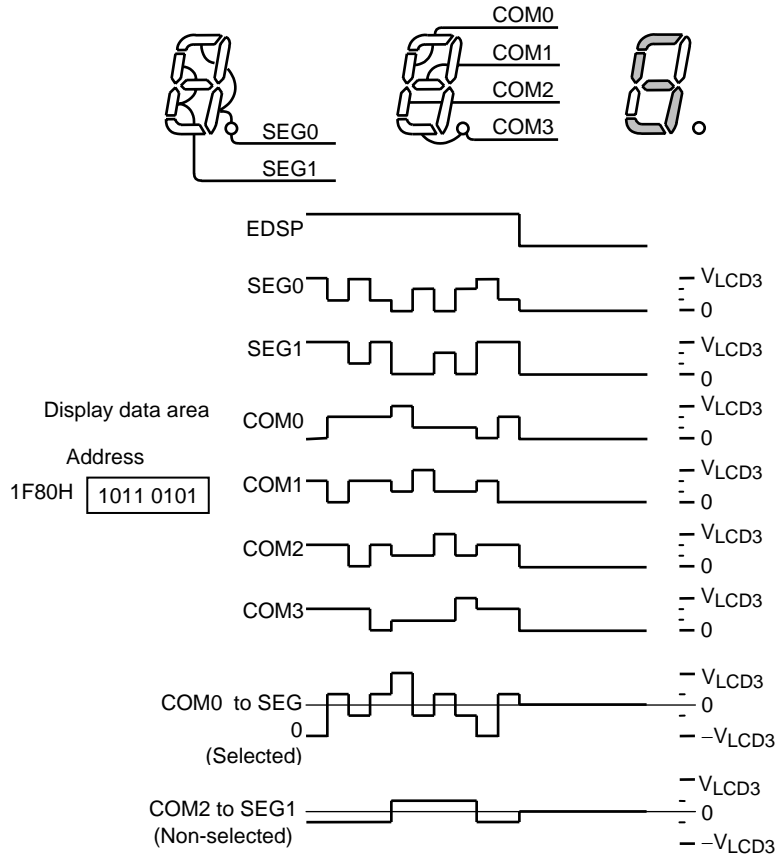 COM0
COM1
COM2
COM3
SEG0
SEG1
EDSP
SEG0
VLCD3
0
SEG1
VLCD3
0
Display data area
Address
1F80H 1011 0101
COM0
VLCD3
0
COM1
VLCD3
0
COM2
VLCD3
0
COM3
VLCD3
0
COM0 to SEG
0
(Selected)
VLCD3
0
−VLCD3
COM2 to SEG1
(Non-selected)
VLCD3
0
−VLCD3